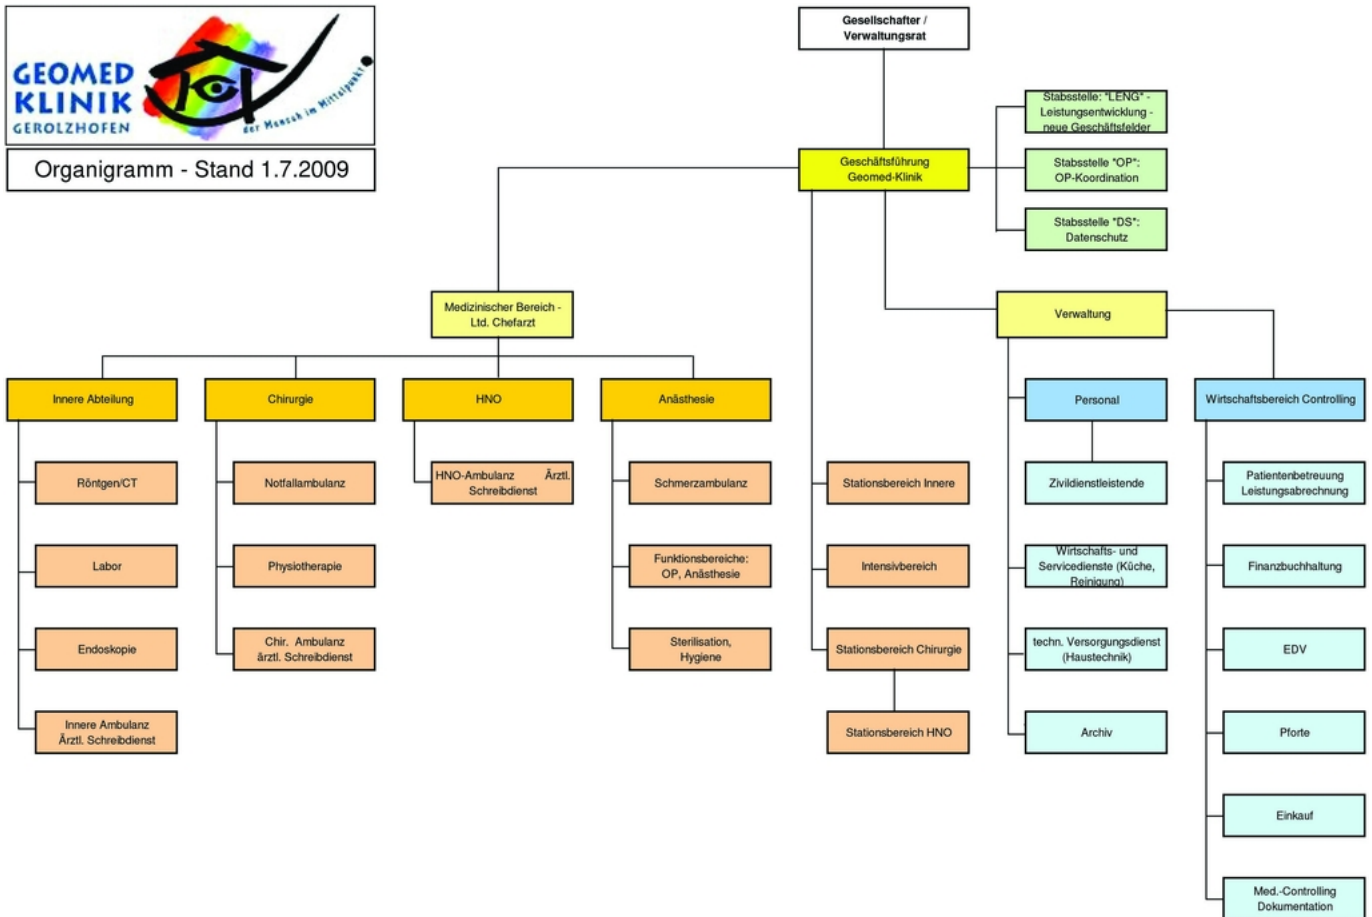 GEOMED
KLINIK
GEROLZHOFEN
der Mensch im Mittelpunkt
Organigramm - Stand 1.7.2009
Gesellschafter /
Verwaltungsrat
Stabsstelle: "LENG" -
Leistungsentwicklung -
neue Geschäftsfelder
Geschäftsführung
Geomed-Klinik
Stabsstelle "OP":
OP-Koordination
Stabsstelle "DS":
Datenschutz
Medizinischer Bereich -
Ltd. Chefarzt
Verwaltung
Innere Abteilung
Chirurgie
HNO
Anästhesie
Personal
Wirtschaftsbereich Controlling
Röntgen/CT
Notfallambulanz
HNO-Ambulanz Ärztl.
Schreibdienst
Schmerzambulanz
Stationsbereich Innere
Zivildienstleistende
Patientenbetreuung
Leistungsabrechnung
Labor
Physiotherapie
Funktionsbereiche:
OP, Anästhesie
Intensivbereich
Wirtschafts- und
Servicedienste (Küche,
Reinigung)
Finanzbuchhaltung
Endoskopie
Chir. Ambulanz
ärztl. Schreibdienst
Sterilisation,
Hygiene
Stationsbereich Chirurgie
techn. Versorgungsdienst
(Haustechnik)
EDV
Innere Ambulanz
Ärztl. Schreibdienst
Stationsbereich HNO
Archiv
Pforte
Einkauf
Med.-Controlling
Dokumentation